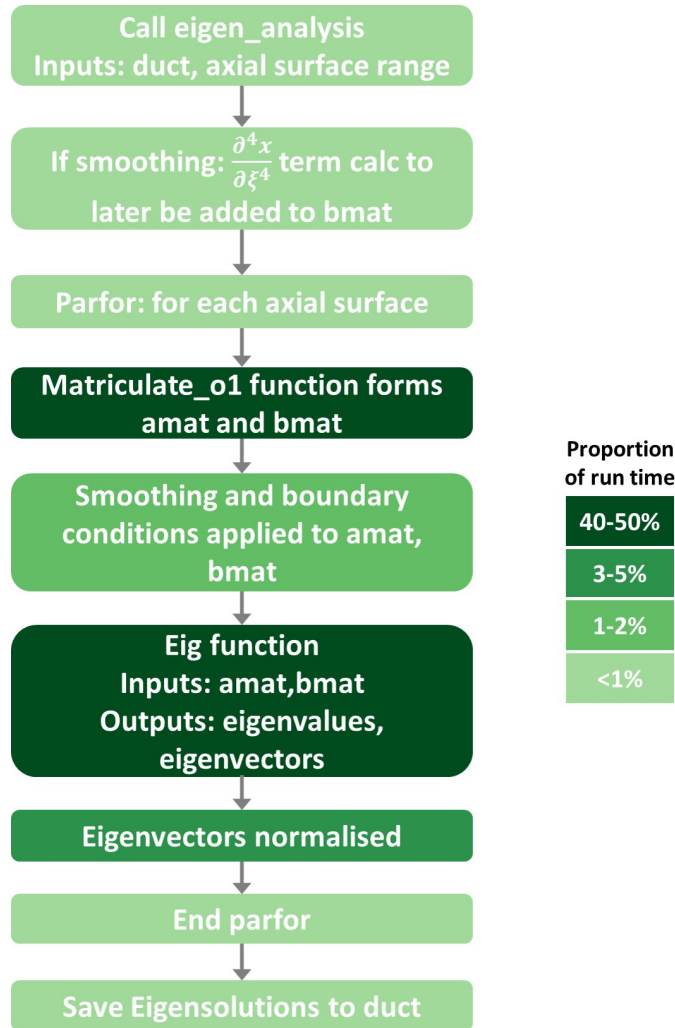 Call eigen_analysis
Inputs: duct, axial surface range
If smoothing: ∂⁴x/∂ξ⁴ term calc to
later be added to bmat
Parfor: for each axial surface
Matriculate_o1 function forms
amat and bmat
Smoothing and boundary
conditions applied to amat,
bmat
Eig function
Inputs: amat,bmat
Outputs: eigenvalues,
eigenvectors
Eigenvectors normalised
End parfor
Save Eigensolutions to duct
Proportion
of run time
40-50%
3-5%
1-2%
<1%